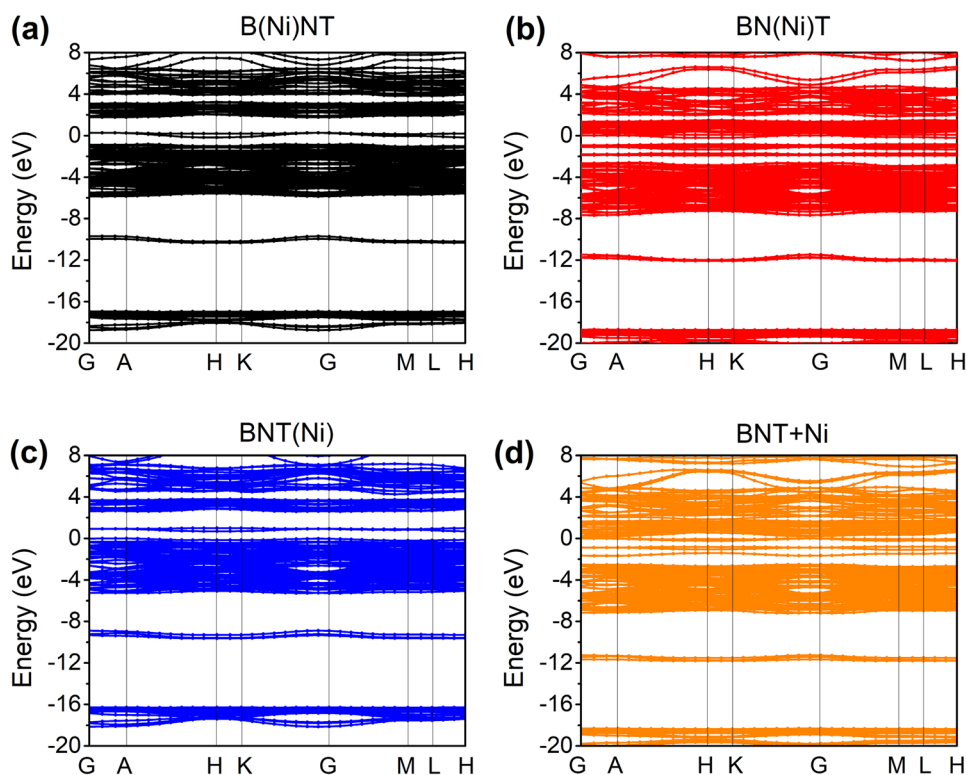 (a) B(Ni)NT
8
4
0
-4
-8
-12
-16
-20
Energy (eV)
G A H K G M L H
(b) BN(Ni)T
8
4
0
-4
-8
-12
-16
-20
Energy (eV)
G A H K G M L H
(c) BNT(Ni)
8
4
0
-4
-8
-12
-16
-20
Energy (eV)
G A H K G M L H
(d) BNT+Ni
8
4
0
-4
-8
-12
-16
-20
Energy (eV)
G A H K G M L H